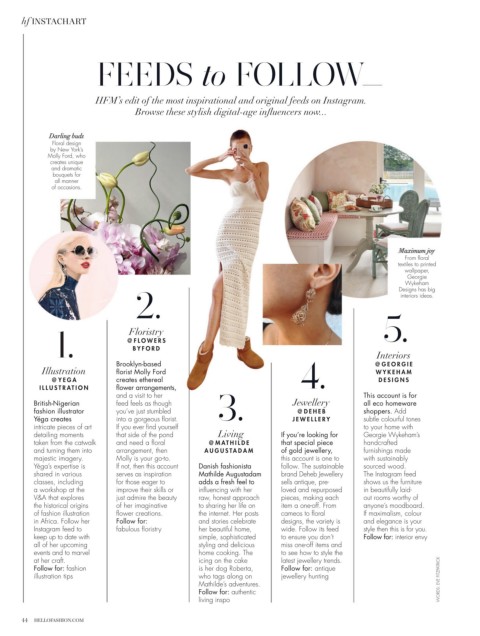 hf INSTACHART
FEEDS to FOLLOW
HFM's edit of the most inspirational and original feeds on Instagram.
Browse these stylish digital-age influencers now...
Darling buds
Floral design
by New York's
Molly Ford, who
creates unique
and dramatic
bouquets for
all manner
of occasions.
Maximum joy
From floral
textiles to printed
wallpaper,
Georgie
Wykeham
Designs has big
interiors ideas.
1.
Illustration
@YEGA
ILLUSTRATION
British-Nigerian
fashion illustrator
Yéga creates
intricate pieces of art
detailing moments
taken from the catwalk
and turning them into
majestic imagery.
Yéga's expertise is
shared in various
classes, including
a workshop at the
V&A that explores
the historical origins
of fashion illustration
in Africa. Follow her
Instagram feed to
keep up to date with
all of her upcoming
events and to marvel
at her craft.
Follow for: fashion
illustration tips
2.
Floristry
@FLOWERS
BYFORD
Brooklyn-based
florist Molly Ford
creates ethereal
flower arrangements,
and a visit to her
feed feels as though
you've just stumbled
into a gorgeous florist.
If you ever find yourself
that side of the pond
and need a floral
arrangement, then
Molly is your go-to.
If not, then this account
serves as inspiration
for those eager to
improve their skills or
just admire the beauty
of her imaginative
flower creations.
Follow for:
fabulous floristry
3.
Living
@MATHILDE
AUGUSTADAM
Danish fashionista
Mathilde Augustadam
adds a fresh feel to
influencing with her
raw, honest approach
to sharing her life on
the internet. Her posts
and stories celebrate
her beautiful home,
simple, sophisticated
styling and delicious
home cooking. The
icing on the cake
is her dog Roberta,
who tags along on
Mathilde's adventures.
Follow for: authentic
living inspo
4.
Jewellery
@DEHEB
JEWELLERY
If you're looking for
that special piece
of gold jewellery,
this account is one to
follow. The sustainable
brand Deheb Jewellery
sells antique, pre-
loved and repurposed
pieces, making each
item a one-off. From
cameos to floral
designs, the variety is
wide. Follow its feed
to ensure you don't
miss one-off items and
to see how to style the
latest jewellery trends.
Follow for: antique
jewellery hunting
5.
Interiors
@GEORGIE
WYKEHAM
DESIGNS
This account is for
all eco homeware
shoppers. Add
subtle colourful tones
to your home with
Georgie Wykeham's
handcrafted
furnishings made
with sustainably
sourced wood.
The Instagram feed
shows us the furniture
in beautifully laid-
out rooms worthy of
anyone's moodboard.
If maximalism, colour
and elegance is your
style then this is for you.
Follow for: interior envy
44 HELLOFASHION.COM